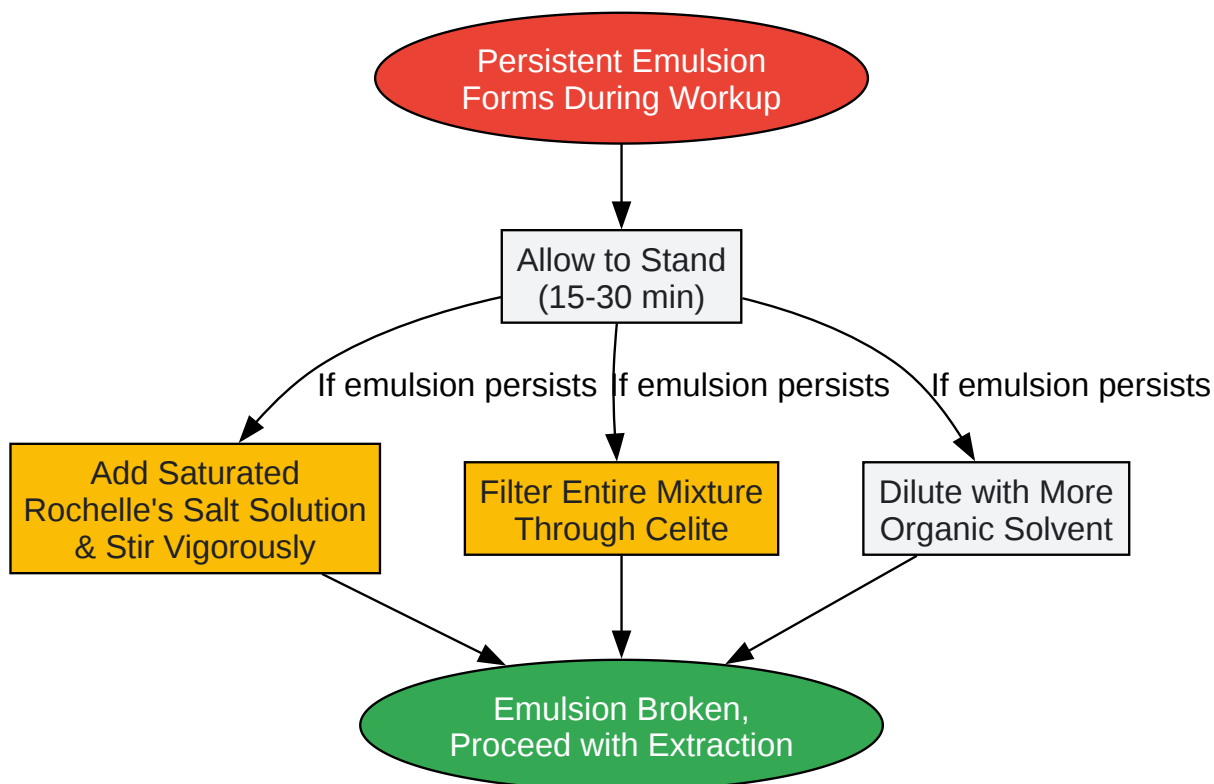 Persistent Emulsion
Forms During Workup
Allow to Stand
(15-30 min)
If emulsion persists
If emulsion persists
If emulsion persists
Add Saturated
Rochelle's Salt Solution
& Stir Vigorously
Filter Entire Mixture
Through Celite
Dilute with More
Organic Solvent
Emulsion Broken,
Proceed with Extraction